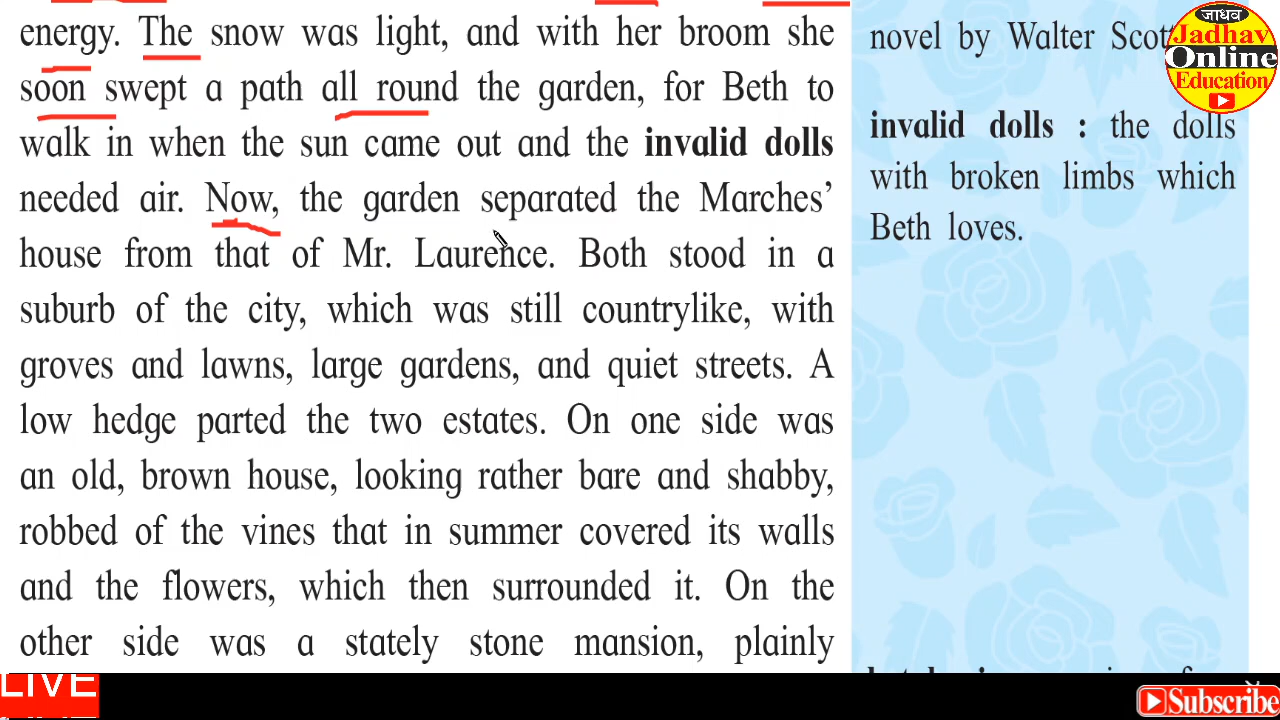 energy. The snow was light, and with her broom she
soon swept a path all round the garden, for Beth to
walk in when the sun came out and the invalid dolls
needed air. Now, the garden separated the Marches’
house from that of Mr. Laurence. Both stood in a
suburb of the city, which was still countrylike, with
groves and lawns, large gardens, and quiet streets. A
low hedge parted the two estates. On one side was
an old, brown house, looking rather bare and shabby,
robbed of the vines that in summer covered its walls
and the flowers, which then surrounded it. On the
other side was a stately stone mansion, plainly
novel by Walter Scott
invalid dolls : the dolls
with broken limbs which
Beth loves.
जाधव
Jadhav
Online
Education
LIVE
Subscribe